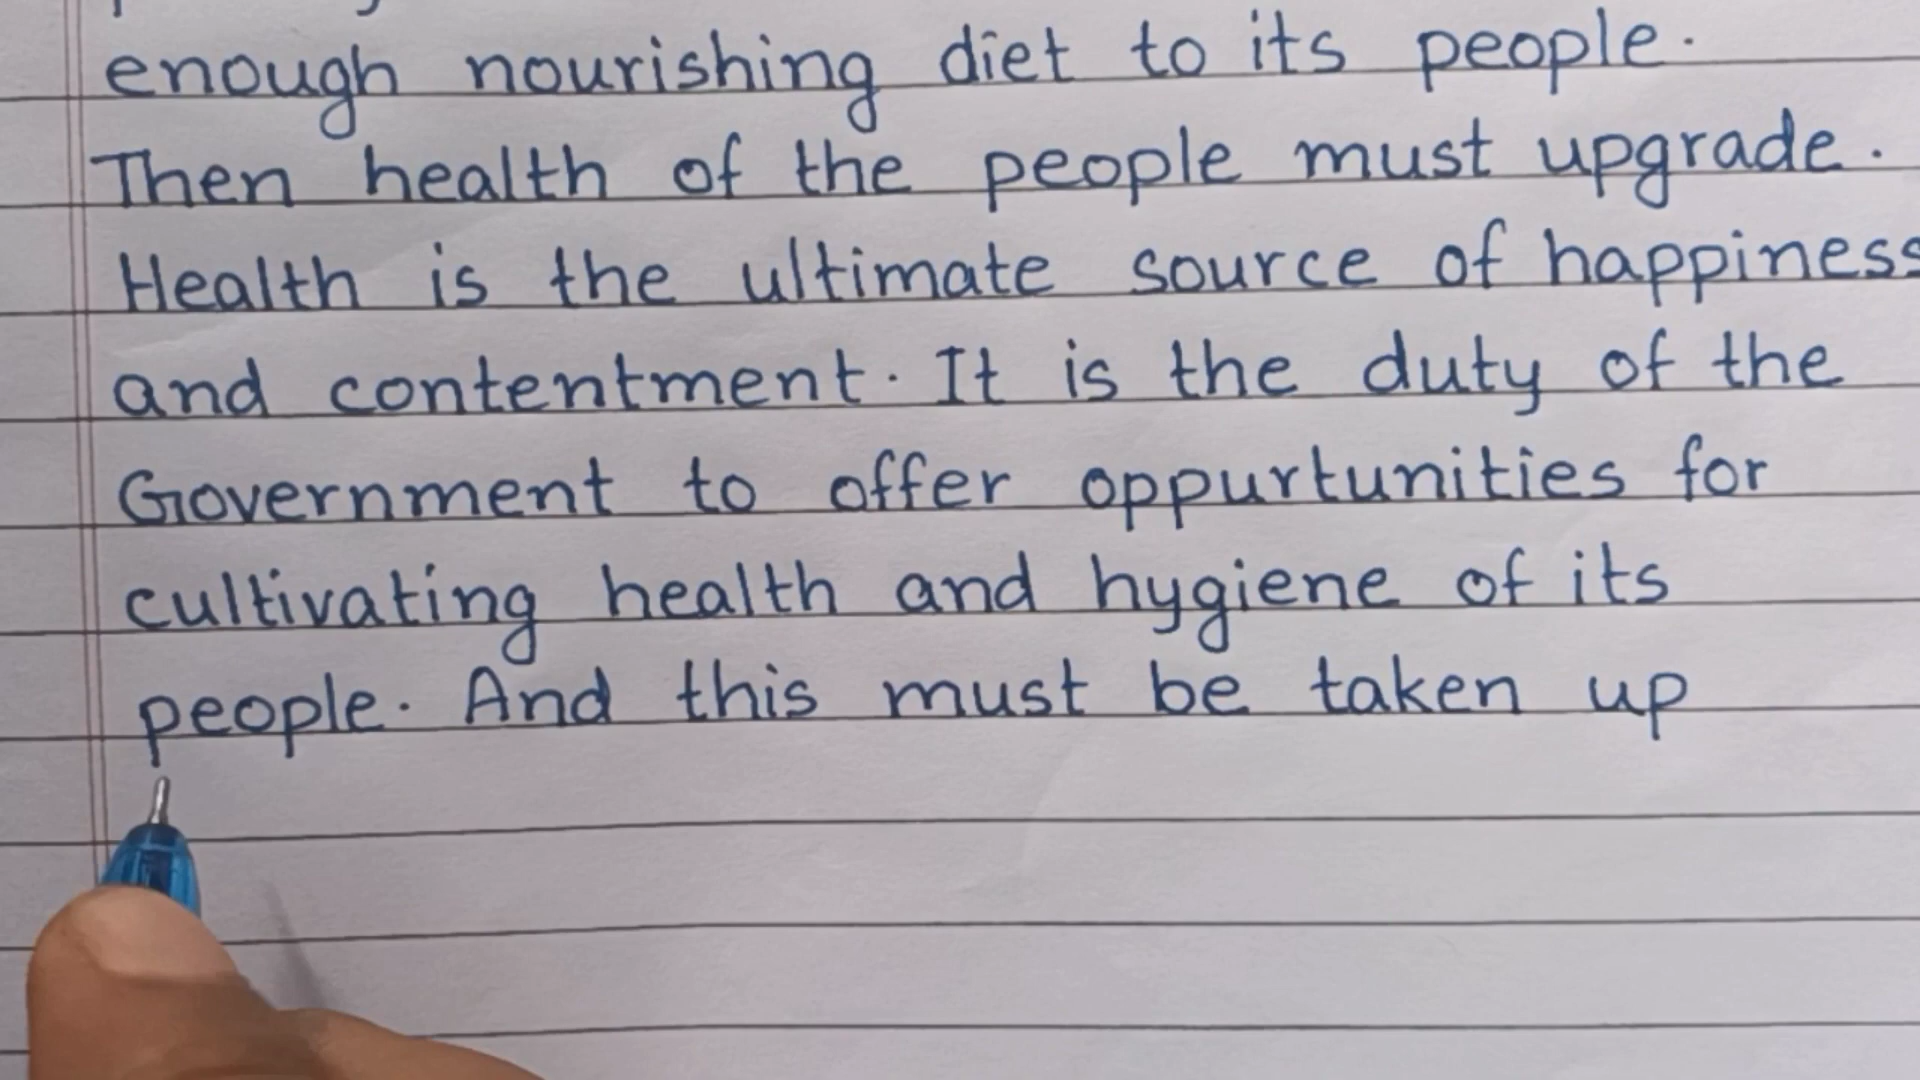 enough nourishing diet to its people.
Then health of the people must upgrade.
Health is the ultimate source of happiness
and contentment. It is the duty of the
Government to offer oppurtunities for
cultivating health and hygiene of its
people. And this must be taken up